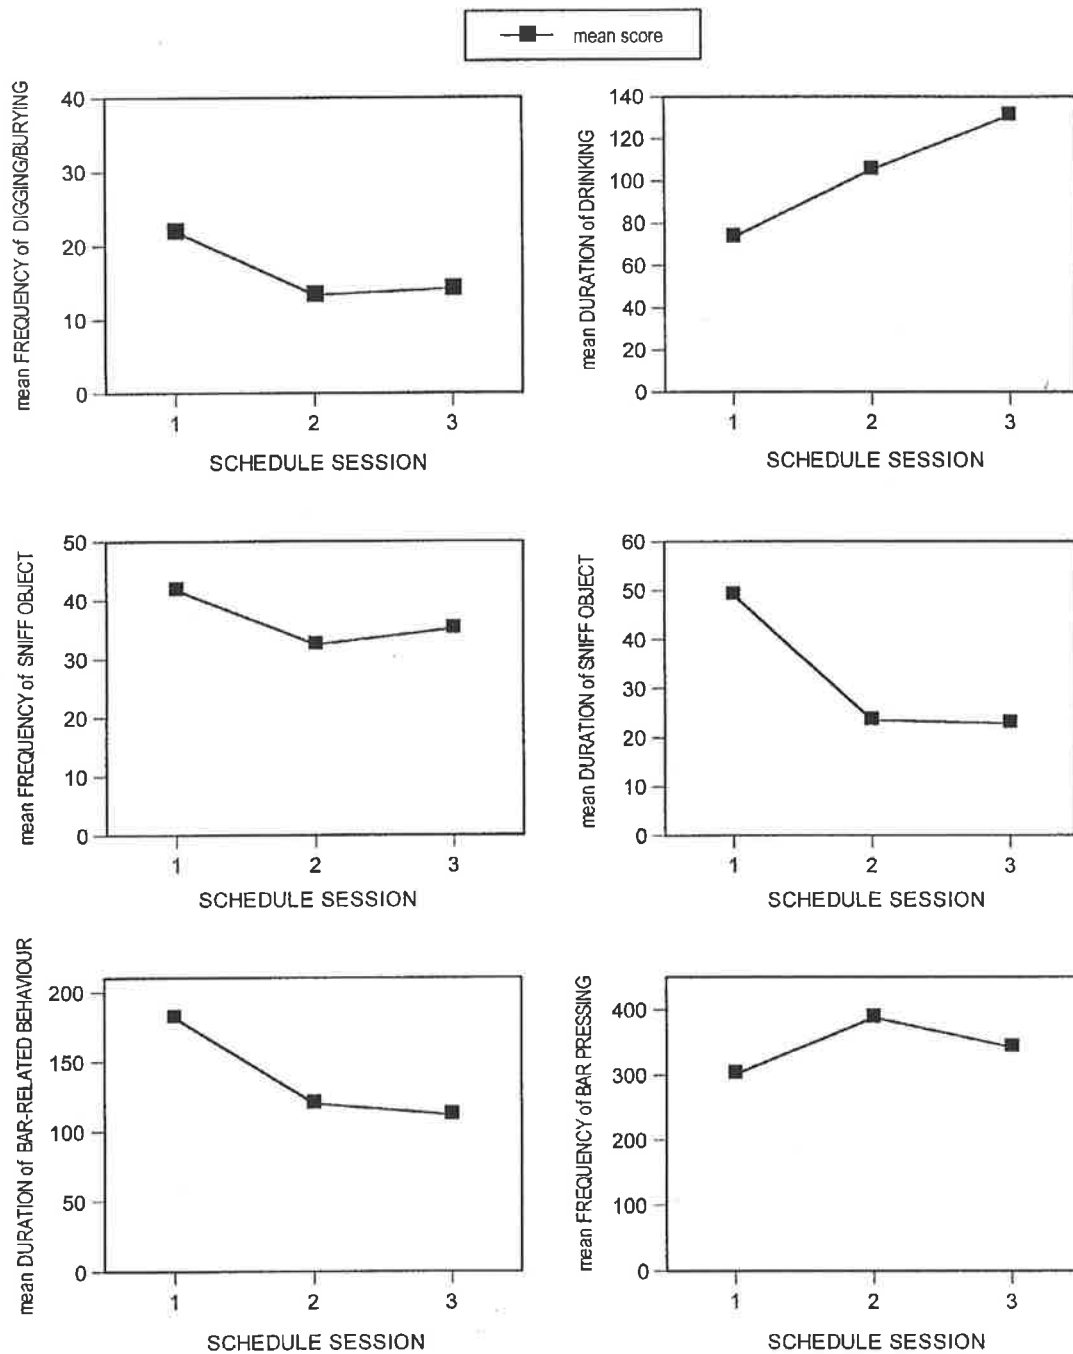 mean score
mean FREQUENCY of DIGGING/BURYING
40
30
20
10
0
1 2 3
SCHEDULE SESSION
mean DURATION of DRINKING
140
120
100
80
60
40
20
0
1 2 3
SCHEDULE SESSION
mean FREQUENCY of SNIFF OBJECT
50
40
30
20
10
0
1 2 3
SCHEDULE SESSION
mean DURATION of SNIFF OBJECT
60
50
40
30
20
10
0
1 2 3
SCHEDULE SESSION
mean DURATION of BAR-RELATED BEHAVIOUR
200
150
100
50
0
1 2 3
SCHEDULE SESSION
mean FREQUENCY of BAR PRESSING
400
300
200
100
0
1 2 3
SCHEDULE SESSION